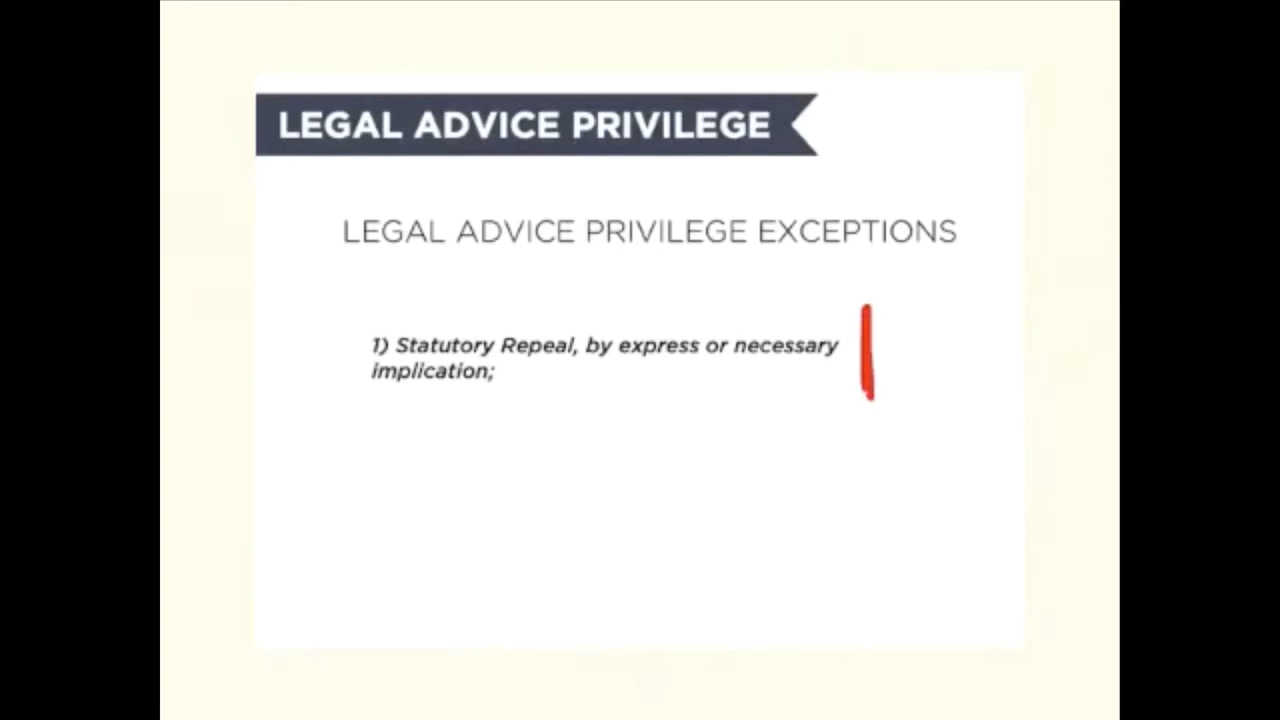 LEGAL ADVICE PRIVILEGE
LEGAL ADVICE PRIVILEGE EXCEPTIONS
1) Statutory Repeal, by express or necessary
implication;